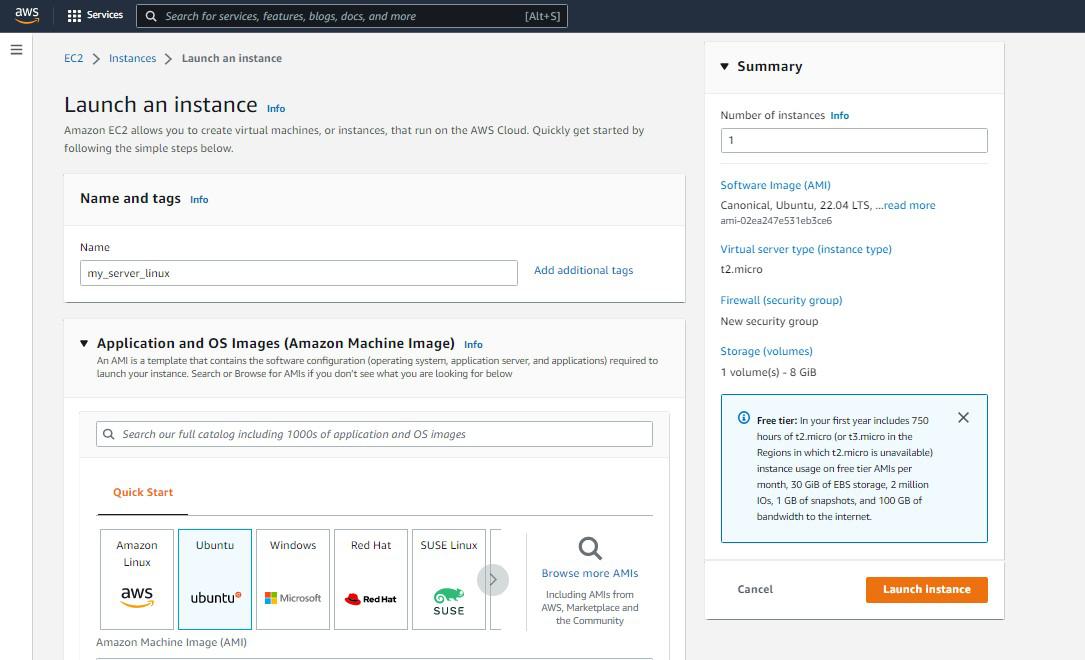 aws
Services
Search for services, features, blogs, docs, and more
[Alt+S]
EC2
Instances
Launch an instance
Launch an instance Info
Amazon EC2 allows you to create virtual machines, or instances, that run on the AWS Cloud. Quickly get started by
following the simple steps below.
Name and tags Info
Name
my_server_linux
Add additional tags
Application and OS Images (Amazon Machine Image) Info
An AMI is a template that contains the software configuration (operating system, application server, and applications) required to
launch your instance. Search or Browse for AMIs if you don't see what you are looking for below
Search our full catalog including 1000s of application and OS images
Quick Start
Amazon
Linux
aws
Ubuntu
ubuntu
Windows
Microsoft
Red Hat
Red Hat
SUSE Linux
SUSE
Browse more AMIs
Including AMIs from
AWS, Marketplace and
the Community
Amazon Machine Image (AMI)
Summary
Number of instances Info
1
Software Image (AMI)
Canonical, Ubuntu, 22.04 LTS, ...read more
ami-02ea247e531eb3ce6
Virtual server type (instance type)
t2.micro
Firewall (security group)
New security group
Storage (volumes)
1 volume(s) - 8 GiB
Free tier: In your first year includes 750
hours of t2.micro (or t3.micro in the
Regions in which t2.micro is unavailable)
instance usage on free tier AMIs per
month, 30 GiB of EBS storage, 2 million
IOs, 1 GB of snapshots, and 100 GB of
bandwidth to the internet.
Cancel
Launch instance